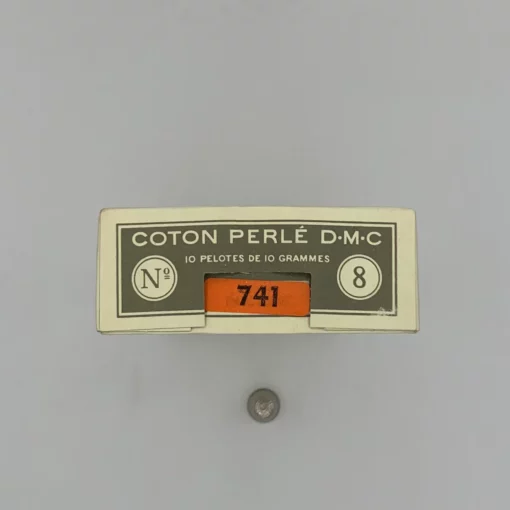 COTON PERLÉ D·M·C
10 PELOTES DE 10 GRAMMES
Nº 8
741